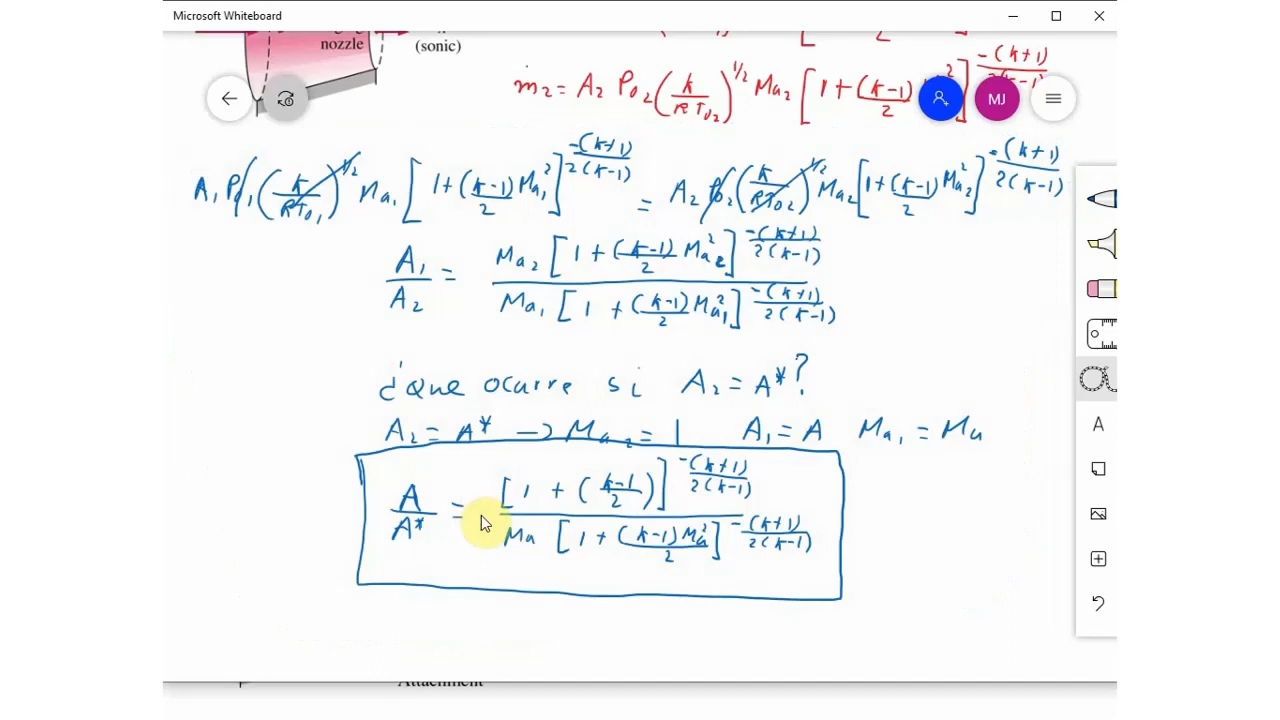 Microsoft Whiteboard
nozzle
(sonic)
ṁ₂ = A₂ P₀₂ (k/RT₀₂)^1/2 Ma₂ [1 + (k-1)/2 ²]^-(k+1)/2(k-1)
MJ
A₁ P₀₁ (k/RT₀₁)^1/2 Ma₁ [1 + (k-1)/2 Ma₁²]^-(k+1)/2(k-1) = A₂ P₀₂ (k/RT₀₂)^1/2 Ma₂ [1 + (k-1)/2 Ma₂²]^-(k+1)/2(k-1)
A₁/A₂ = Ma₂ [1 + (k-1)/2 Ma₂²]^-(k+1)/2(k-1) / Ma₁ [1 + (k-1)/2 Ma₁²]^-(k+1)/2(k-1)
¿que ocurre si A₂ = A*?
A₂ = A* → Ma₂ = 1 A₁ = A Ma₁ = Ma
A/A* = [1 + (k-1/2)]^-(k+1)/2(k-1) / Ma [1 + (k-1)Ma²/2]^-(k+1)/2(k-1)
A